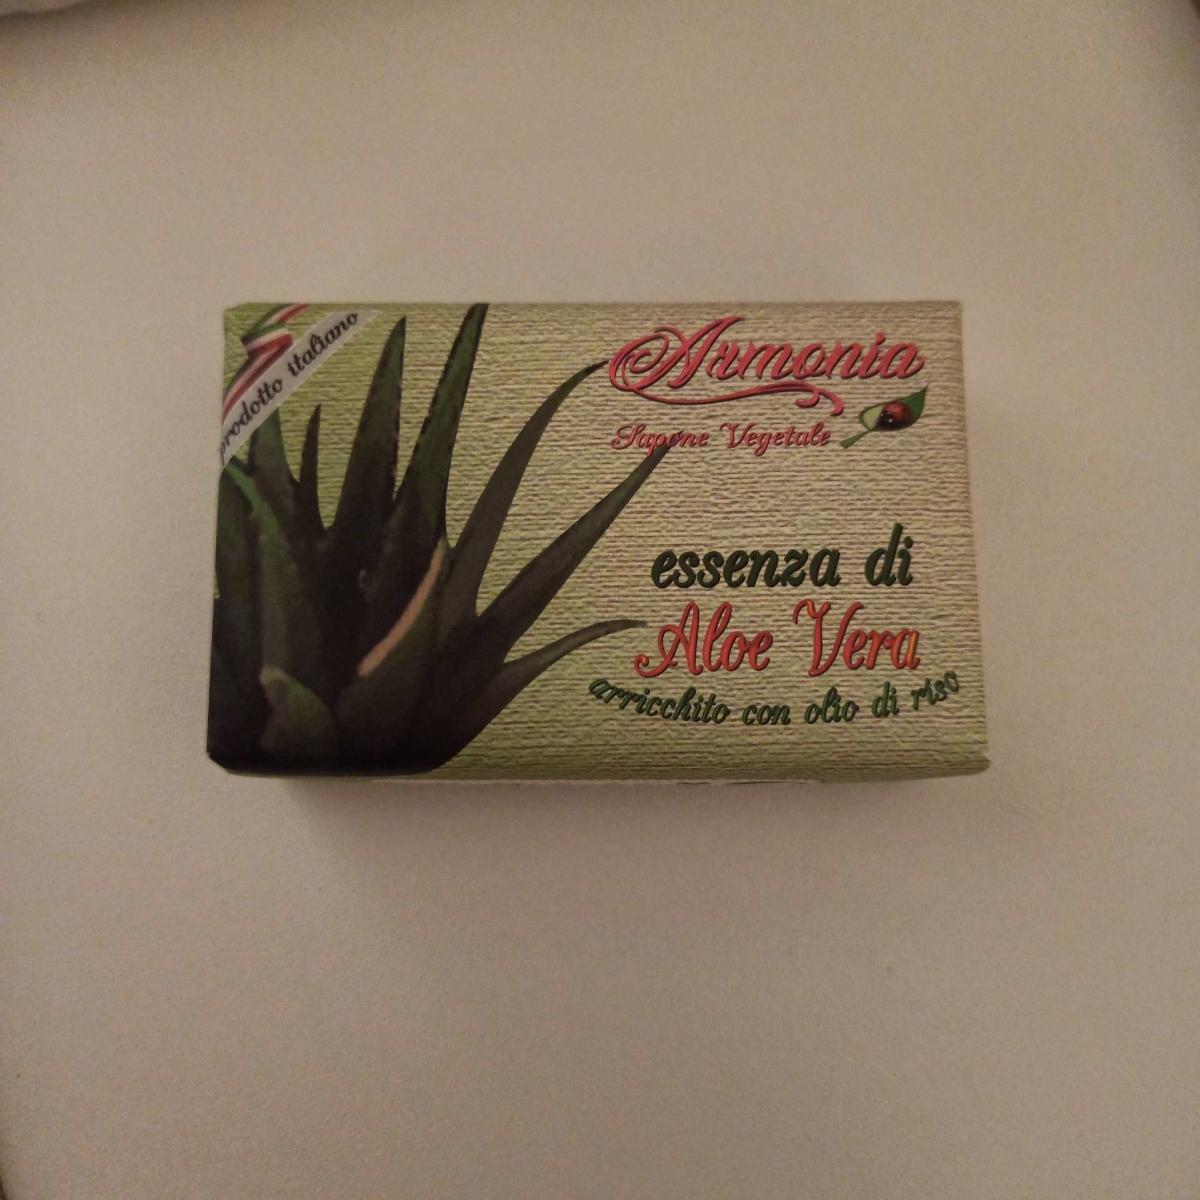 prodotto italiano
Armonia
Sapone Vegetale
essenza di
Aloe Vera
arricchito con olio di riso